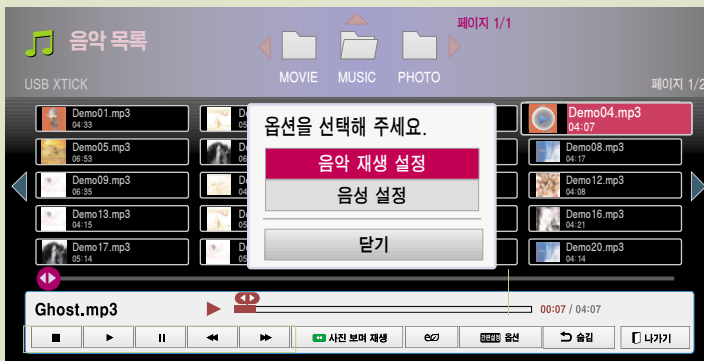 음악 목록
페이지 1/1
MOVIE MUSIC PHOTO
USB XTICK
페이지 1/2
Demo01.mp3
04:33
Demo04.mp3
04:07
Demo05.mp3
06:53
Demo08.mp3
04:17
Demo09.mp3
06:35
Demo12.mp3
04:08
Demo13.mp3
04:15
Demo16.mp3
04:21
Demo17.mp3
05:14
Demo20.mp3
04:14
옵션을 선택해 주세요.
음악 재생 설정
음성 설정
닫기
Ghost.mp3
00:07 / 04:07
사진 보며 재생
간편설정 옵션
숨김
나가기